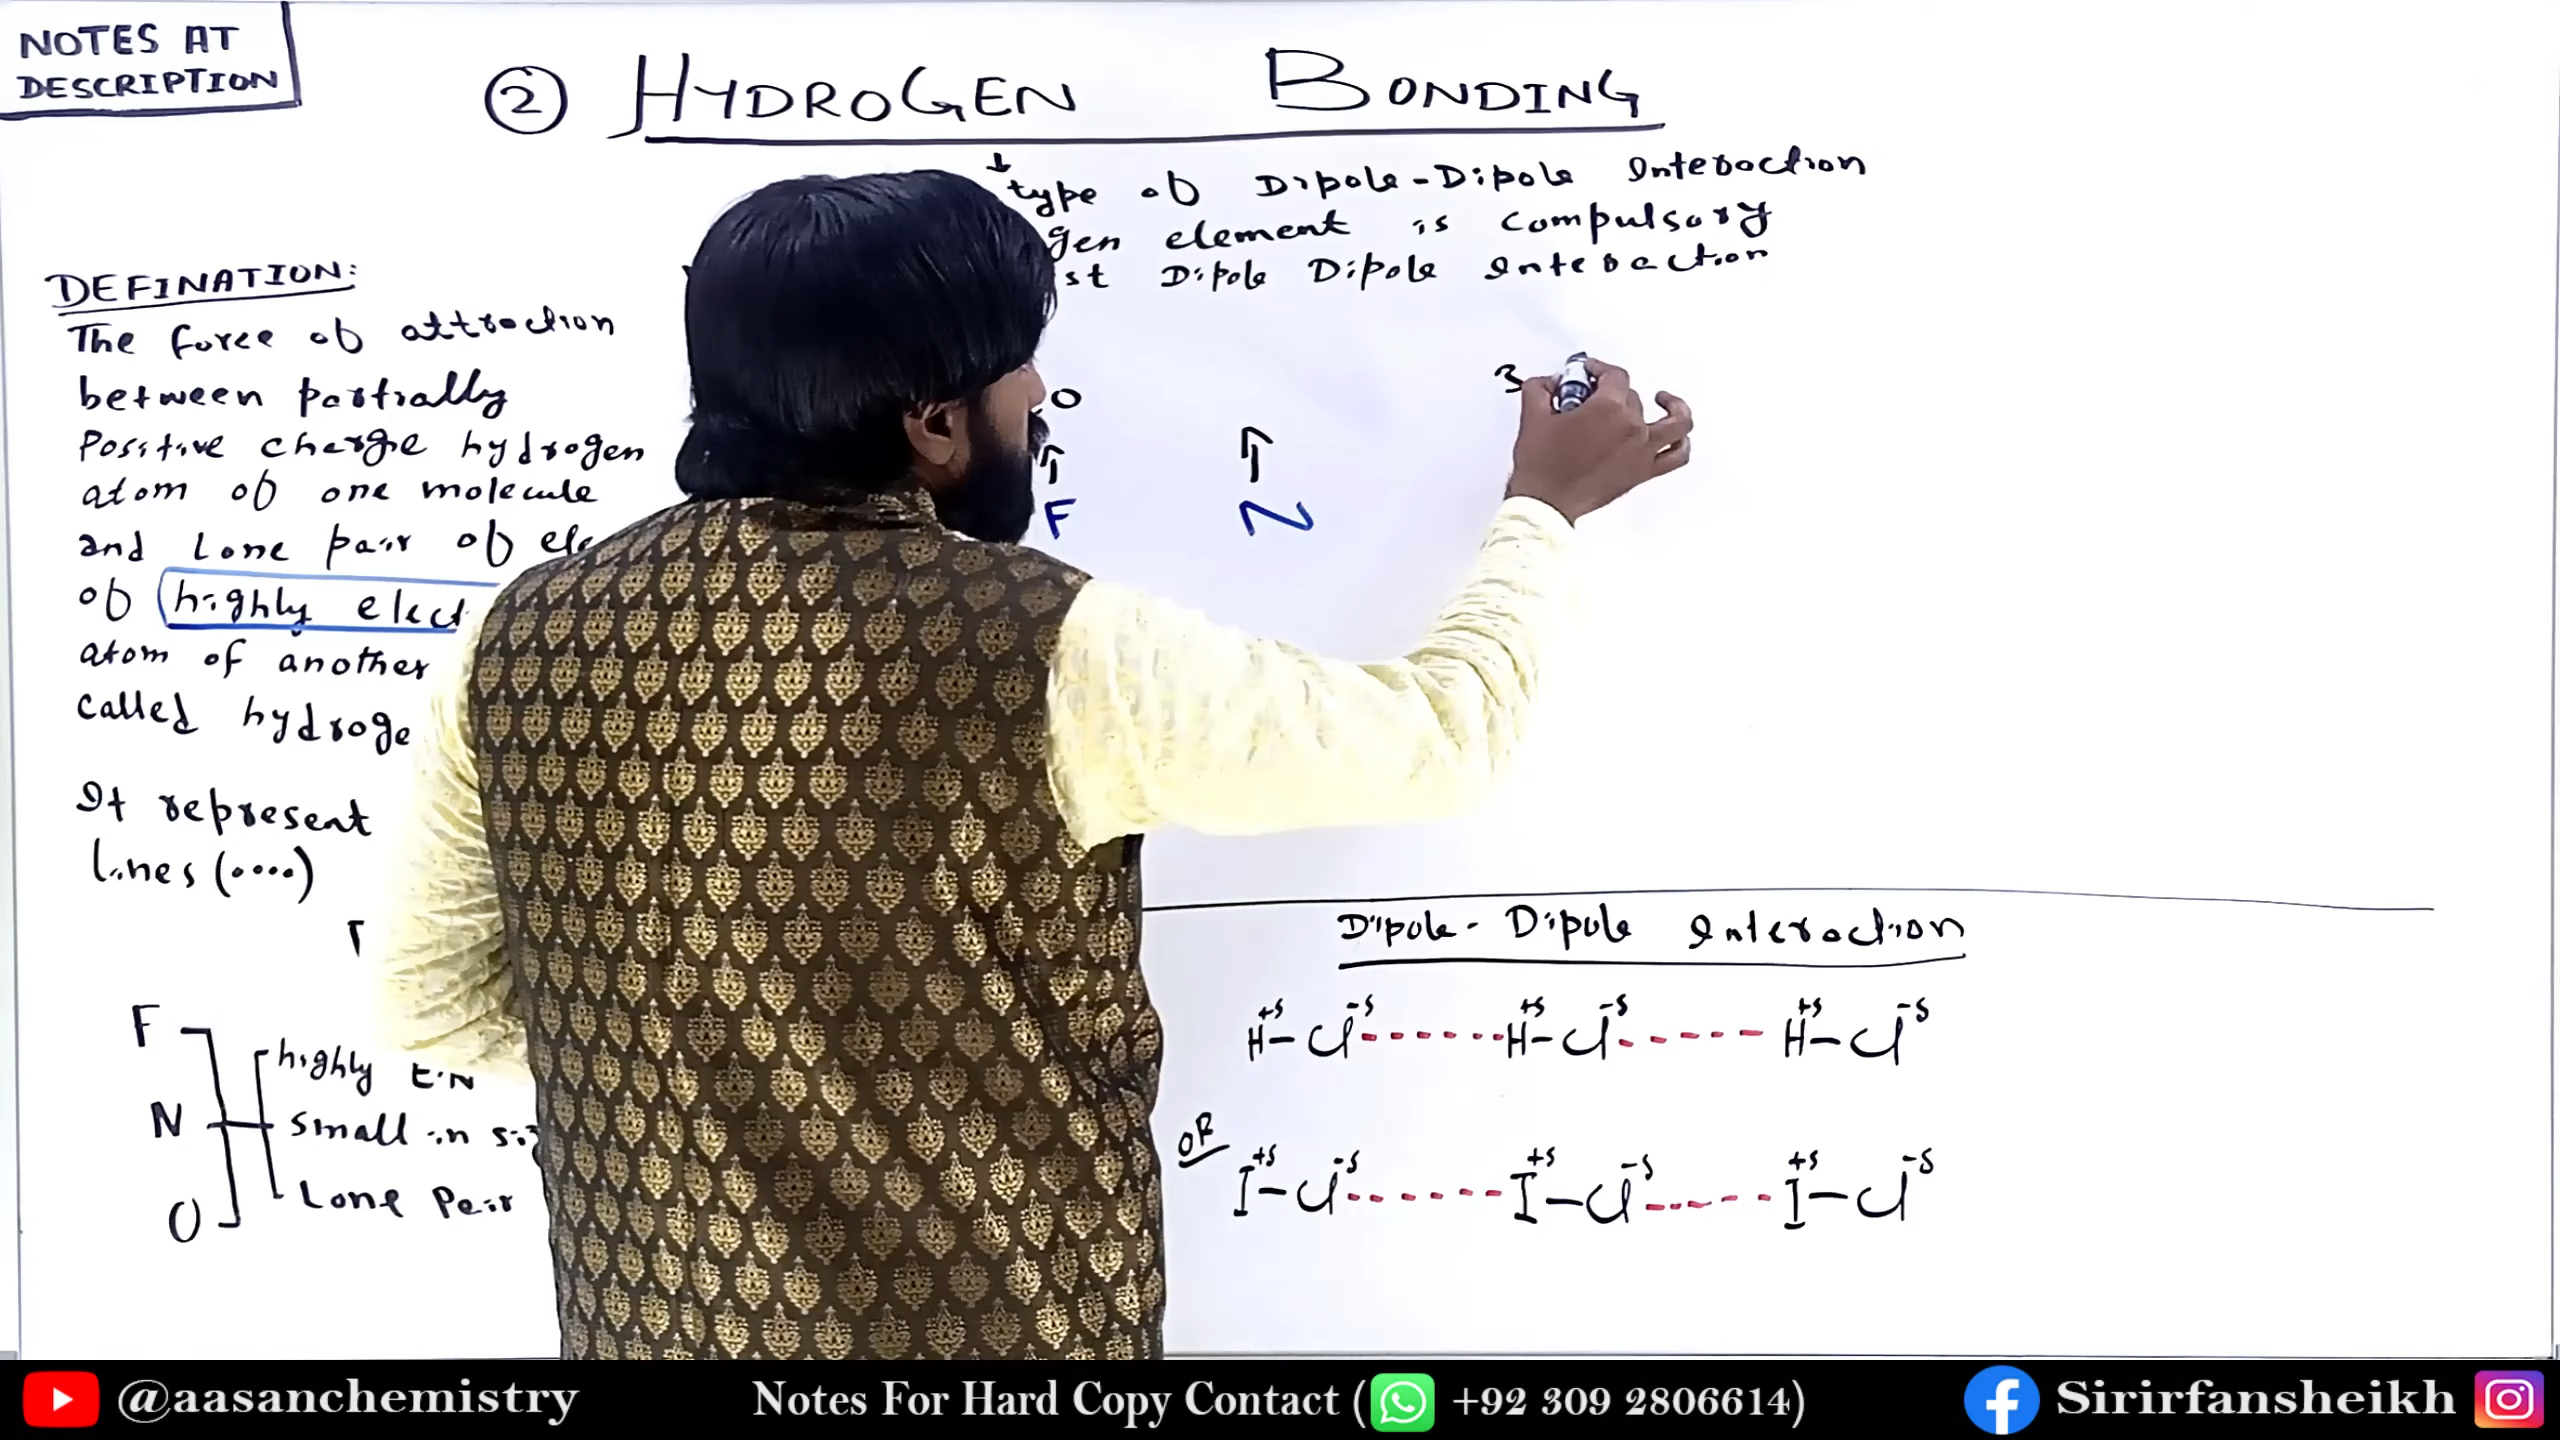 NOTES AT
DESCRIPTION
② HYDROGEN BONDING
↓
type of Dipole-Dipole Interaction
gen element is compulsory
st Dipole Dipole Interaction
DEFINATION:
The force of attraction
between partially
Positive charge hydrogen
atom of one molecule
and Lone pair of ele
of highly elect
atom of another
called hydroge
It represent
lines (....)
.0
3
↑ ↑
F N
F
N
O
highly E.N
small in siz
Lone Pair
Dipole - Dipole Interaction
H+δ—Cl-δ------H+δ—Cl-δ------H+δ—Cl-δ
OR
I+δ—Cl-δ------I+δ—Cl-δ------I+δ—Cl-δ
@aasanchemistry Notes For Hard Copy Contact ( +92 309 2806614) Sirirfansheikh